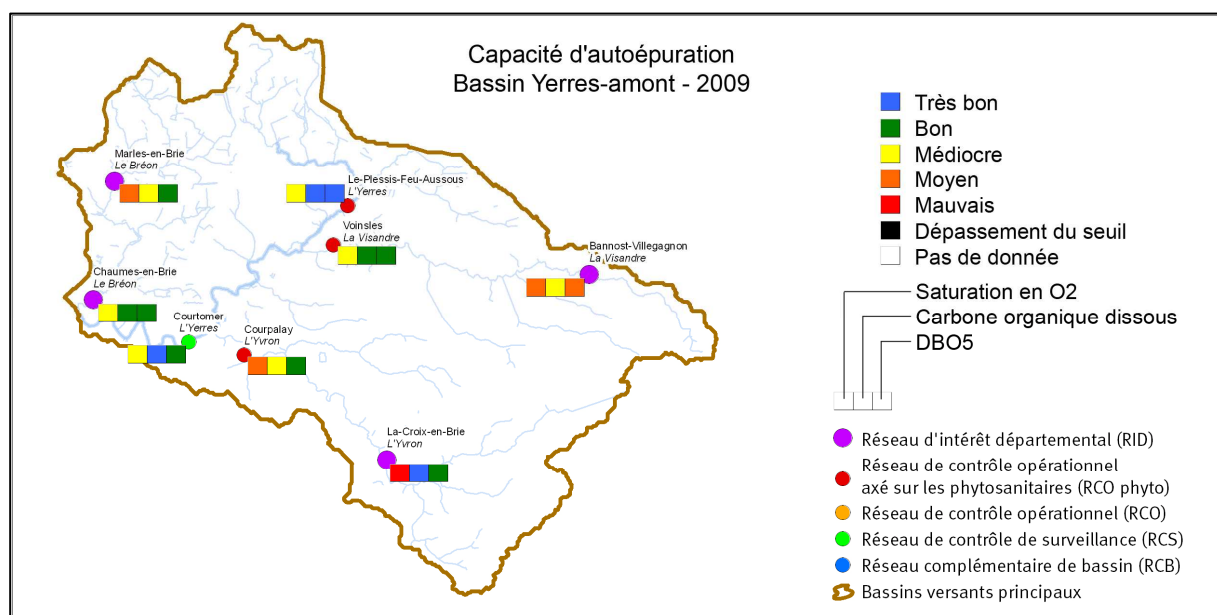 Capacité d'autoépuration
Bassin Yerres-amont - 2009
Très bon
Bon
Médiocre
Moyen
Mauvais
Dépassement du seuil
Pas de donnée
Saturation en O2
Carbone organique dissous
DBO5
Marles-en-Brie
Le Bréon
Le-Plessis-Feu-Aussous
L'Yerres
Voinsles
La Visandre
Bannost-Villegagnon
La Visandre
Chaumes-en-Brie
Le Bréon
Courtomer
L'Yerres
Courpalay
L'Yvron
La-Croix-en-Brie
L'Yvron
Réseau d'intérêt départemental (RID)
Réseau de contrôle opérationnel
axé sur les phytosanitaires (RCO phyto)
Réseau de contrôle opérationnel (RCO)
Réseau de contrôle de surveillance (RCS)
Réseau complémentaire de bassin (RCB)
Bassins versants principaux